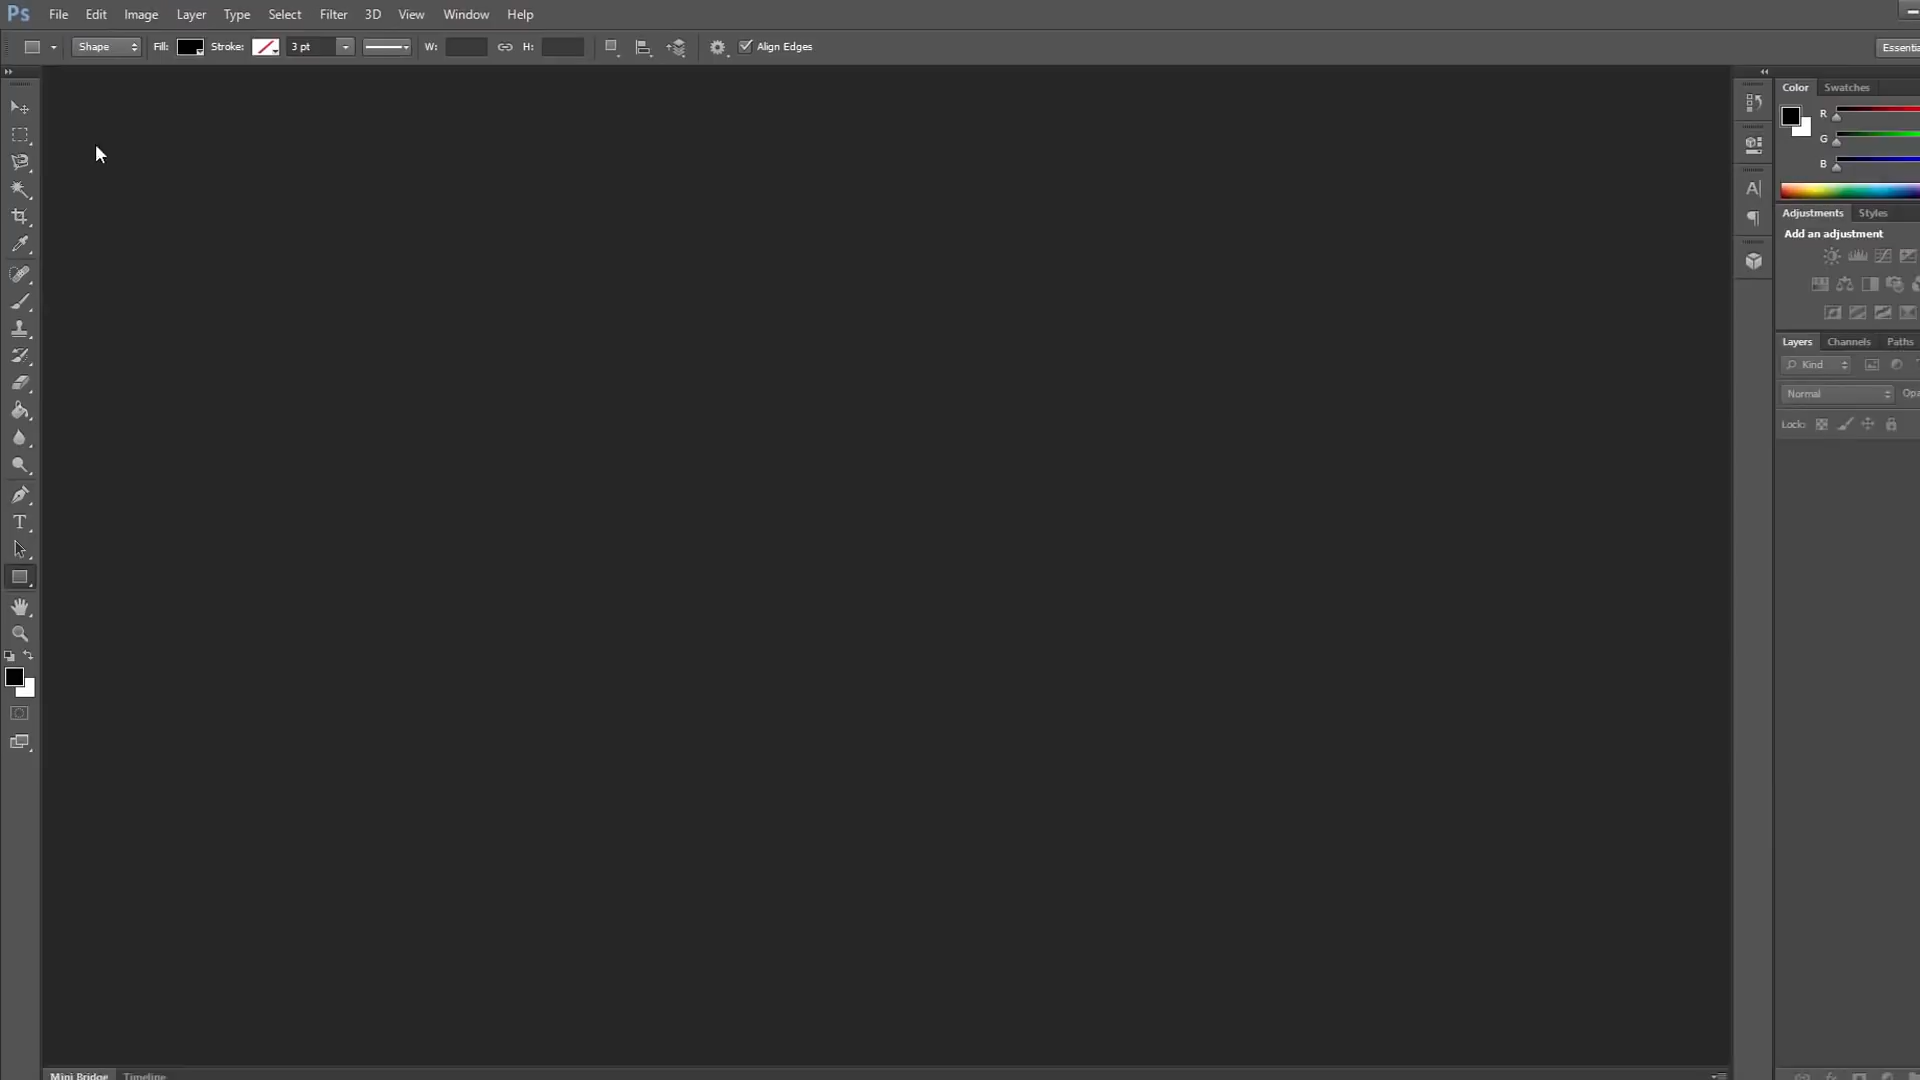 Ps File Edit Image Layer Type Select Filter 3D View Window Help
Shape Fill: Stroke: 3 pt W: H: Align Edges
Color Swatches
R
G
B
Adjustments Styles
Add an adjustment
Layers Channels Paths
Kind
Normal
Lock:
T
Mini Bridge Timeline